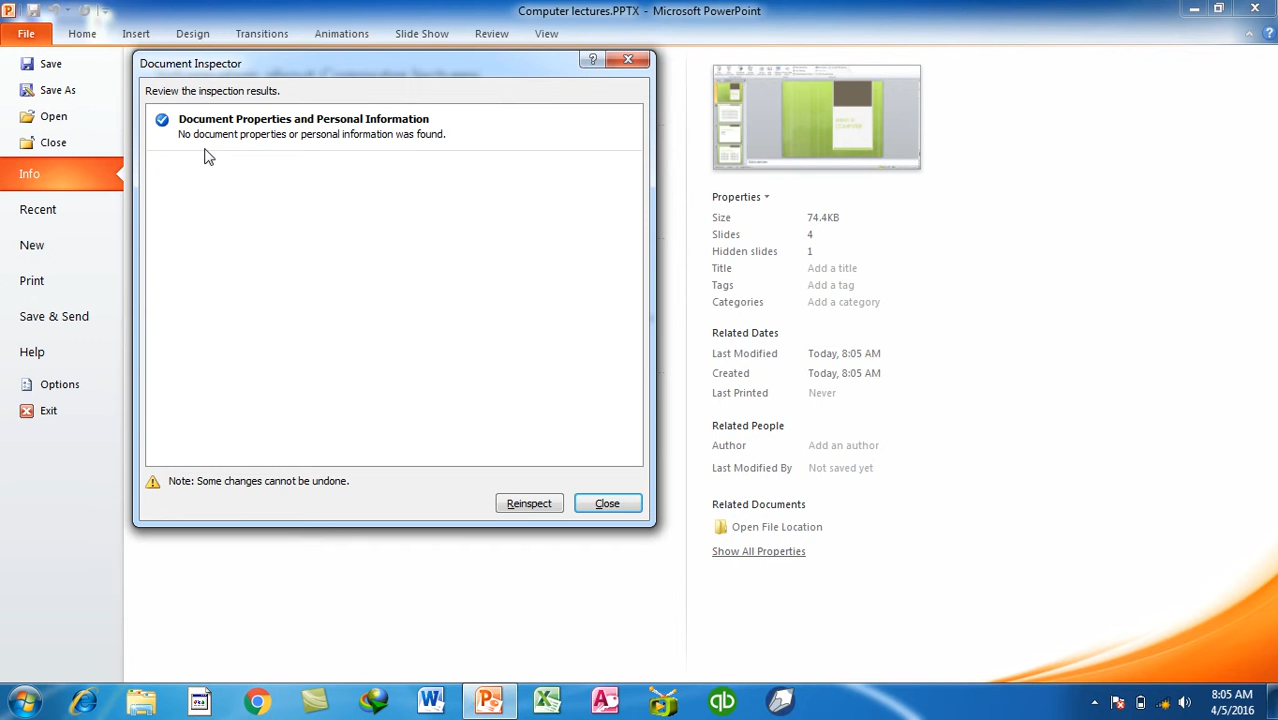 Computer lectures.PPTX - Microsoft PowerPoint
File Home Insert Design Transitions Animations Slide Show Review View
Save
Save As
Open
Close
Info
Recent
New
Print
Save & Send
Help
Options
Exit
Document Inspector
Review the inspection results.
Document Properties and Personal Information
No document properties or personal information was found.
Note: Some changes cannot be undone.
Reinspect Close
Properties
Size 74.4KB
Slides 4
Hidden slides 1
Title Add a title
Tags Add a tag
Categories Add a category
Related Dates
Last Modified Today, 8:05 AM
Created Today, 8:05 AM
Last Printed Never
Related People
Author Add an author
Last Modified By Not saved yet
Related Documents
Open File Location
Show All Properties
8:05 AM
4/5/2016